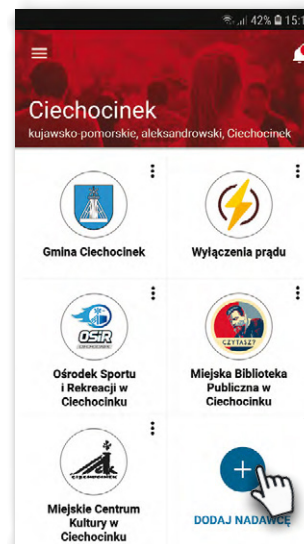 42% 15:1
Ciechocinek
kujawsko-pomorskie, aleksandrowski, Ciechocinek
Gmina Ciechocinek
Wyłączenia prądu
OSiR
Ośrodek Sportu
i Rekreacji w
Ciechocinku
CZYTASZ?
Miejska Biblioteka
Publiczna w
Ciechocinku
CIECHOCINEK
Miejskie Centrum
Kultury w
Ciechocinku
DODAJ NADAWCĘ